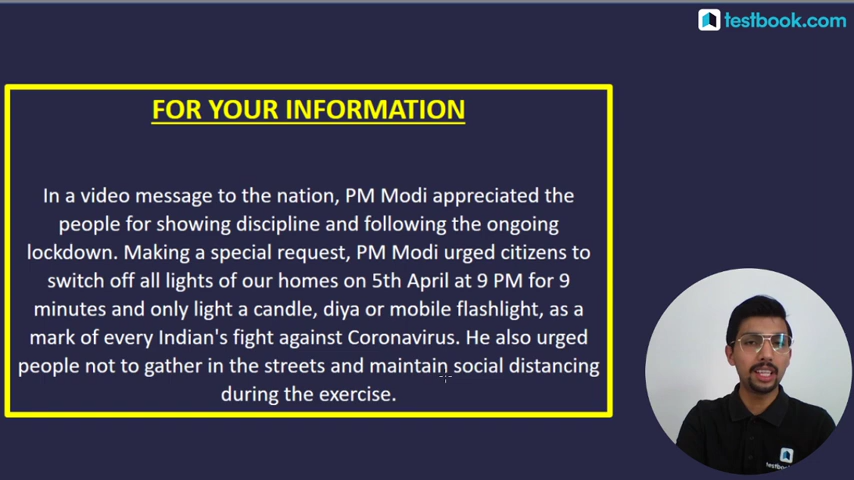 testbook.com
FOR YOUR INFORMATION
In a video message to the nation, PM Modi appreciated the
people for showing discipline and following the ongoing
lockdown. Making a special request, PM Modi urged citizens to
switch off all lights of our homes on 5th April at 9 PM for 9
minutes and only light a candle, diya or mobile flashlight, as a
mark of every Indian's fight against Coronavirus. He also urged
people not to gather in the streets and maintain social distancing
during the exercise.
testbook